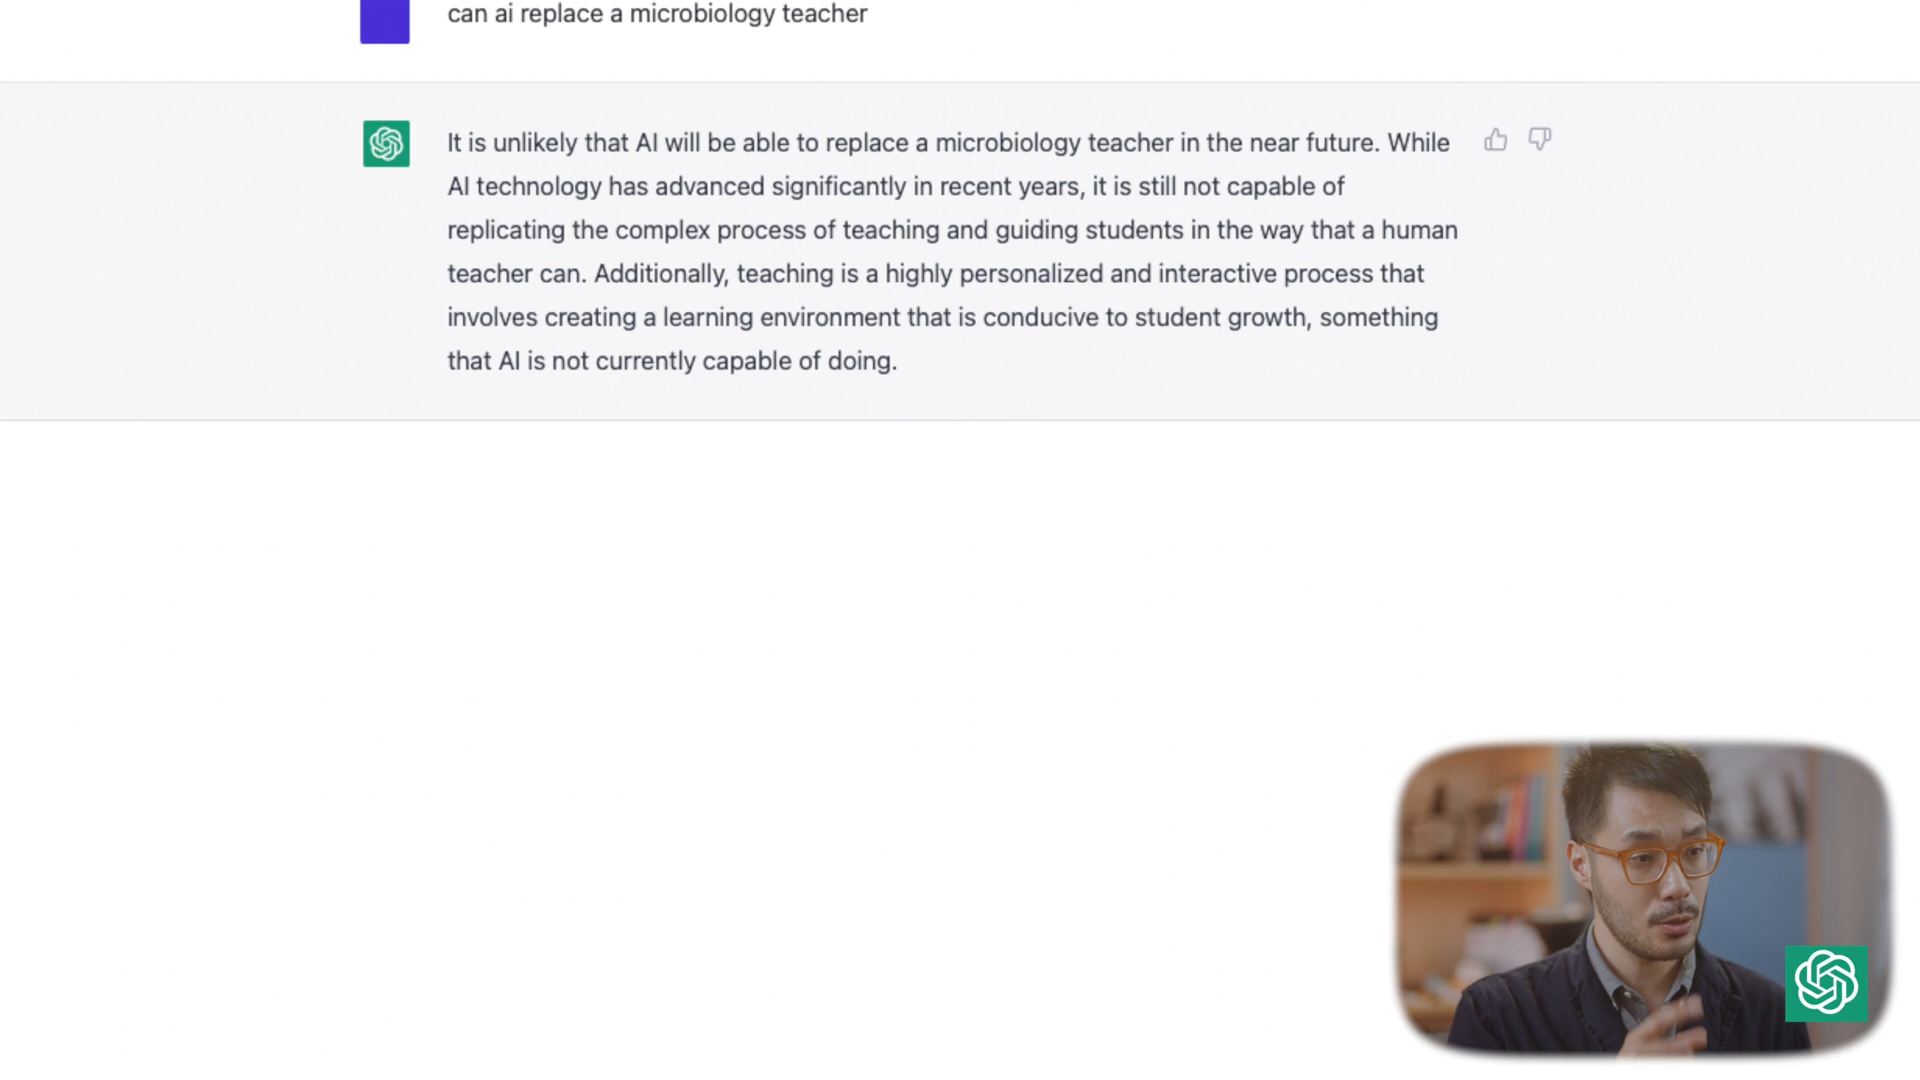 can ai replace a microbiology teacher
It is unlikely that AI will be able to replace a microbiology teacher in the near future. While
AI technology has advanced significantly in recent years, it is still not capable of
replicating the complex process of teaching and guiding students in the way that a human
teacher can. Additionally, teaching is a highly personalized and interactive process that
involves creating a learning environment that is conducive to student growth, something
that AI is not currently capable of doing.